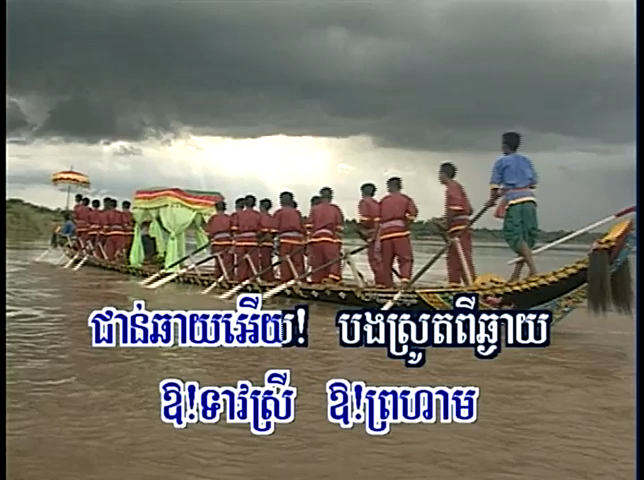 ជាន់ឆាយអើយ! បងស្រូតពីឆ្ងាយ
ឱ!ទាវស្រី ឱ!ព្រហាម